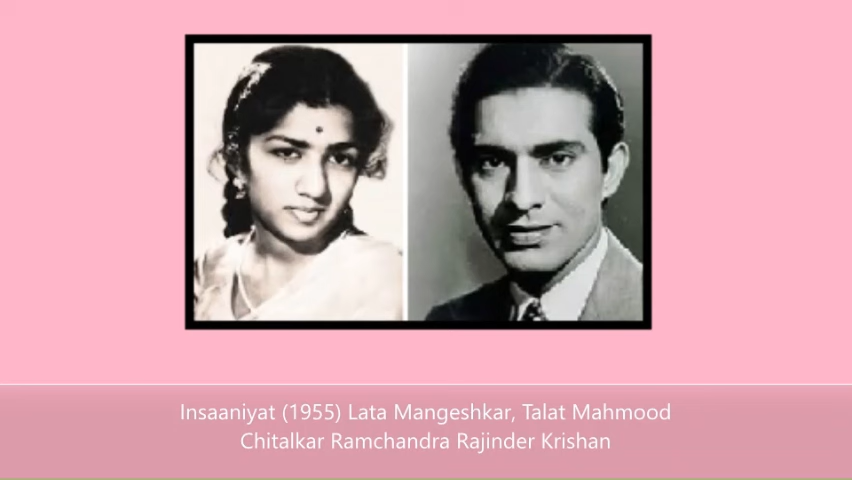 Insaaniyat (1955) Lata Mangeshkar, Talat Mahmood
Chitalkar Ramchandra Rajinder Krishan